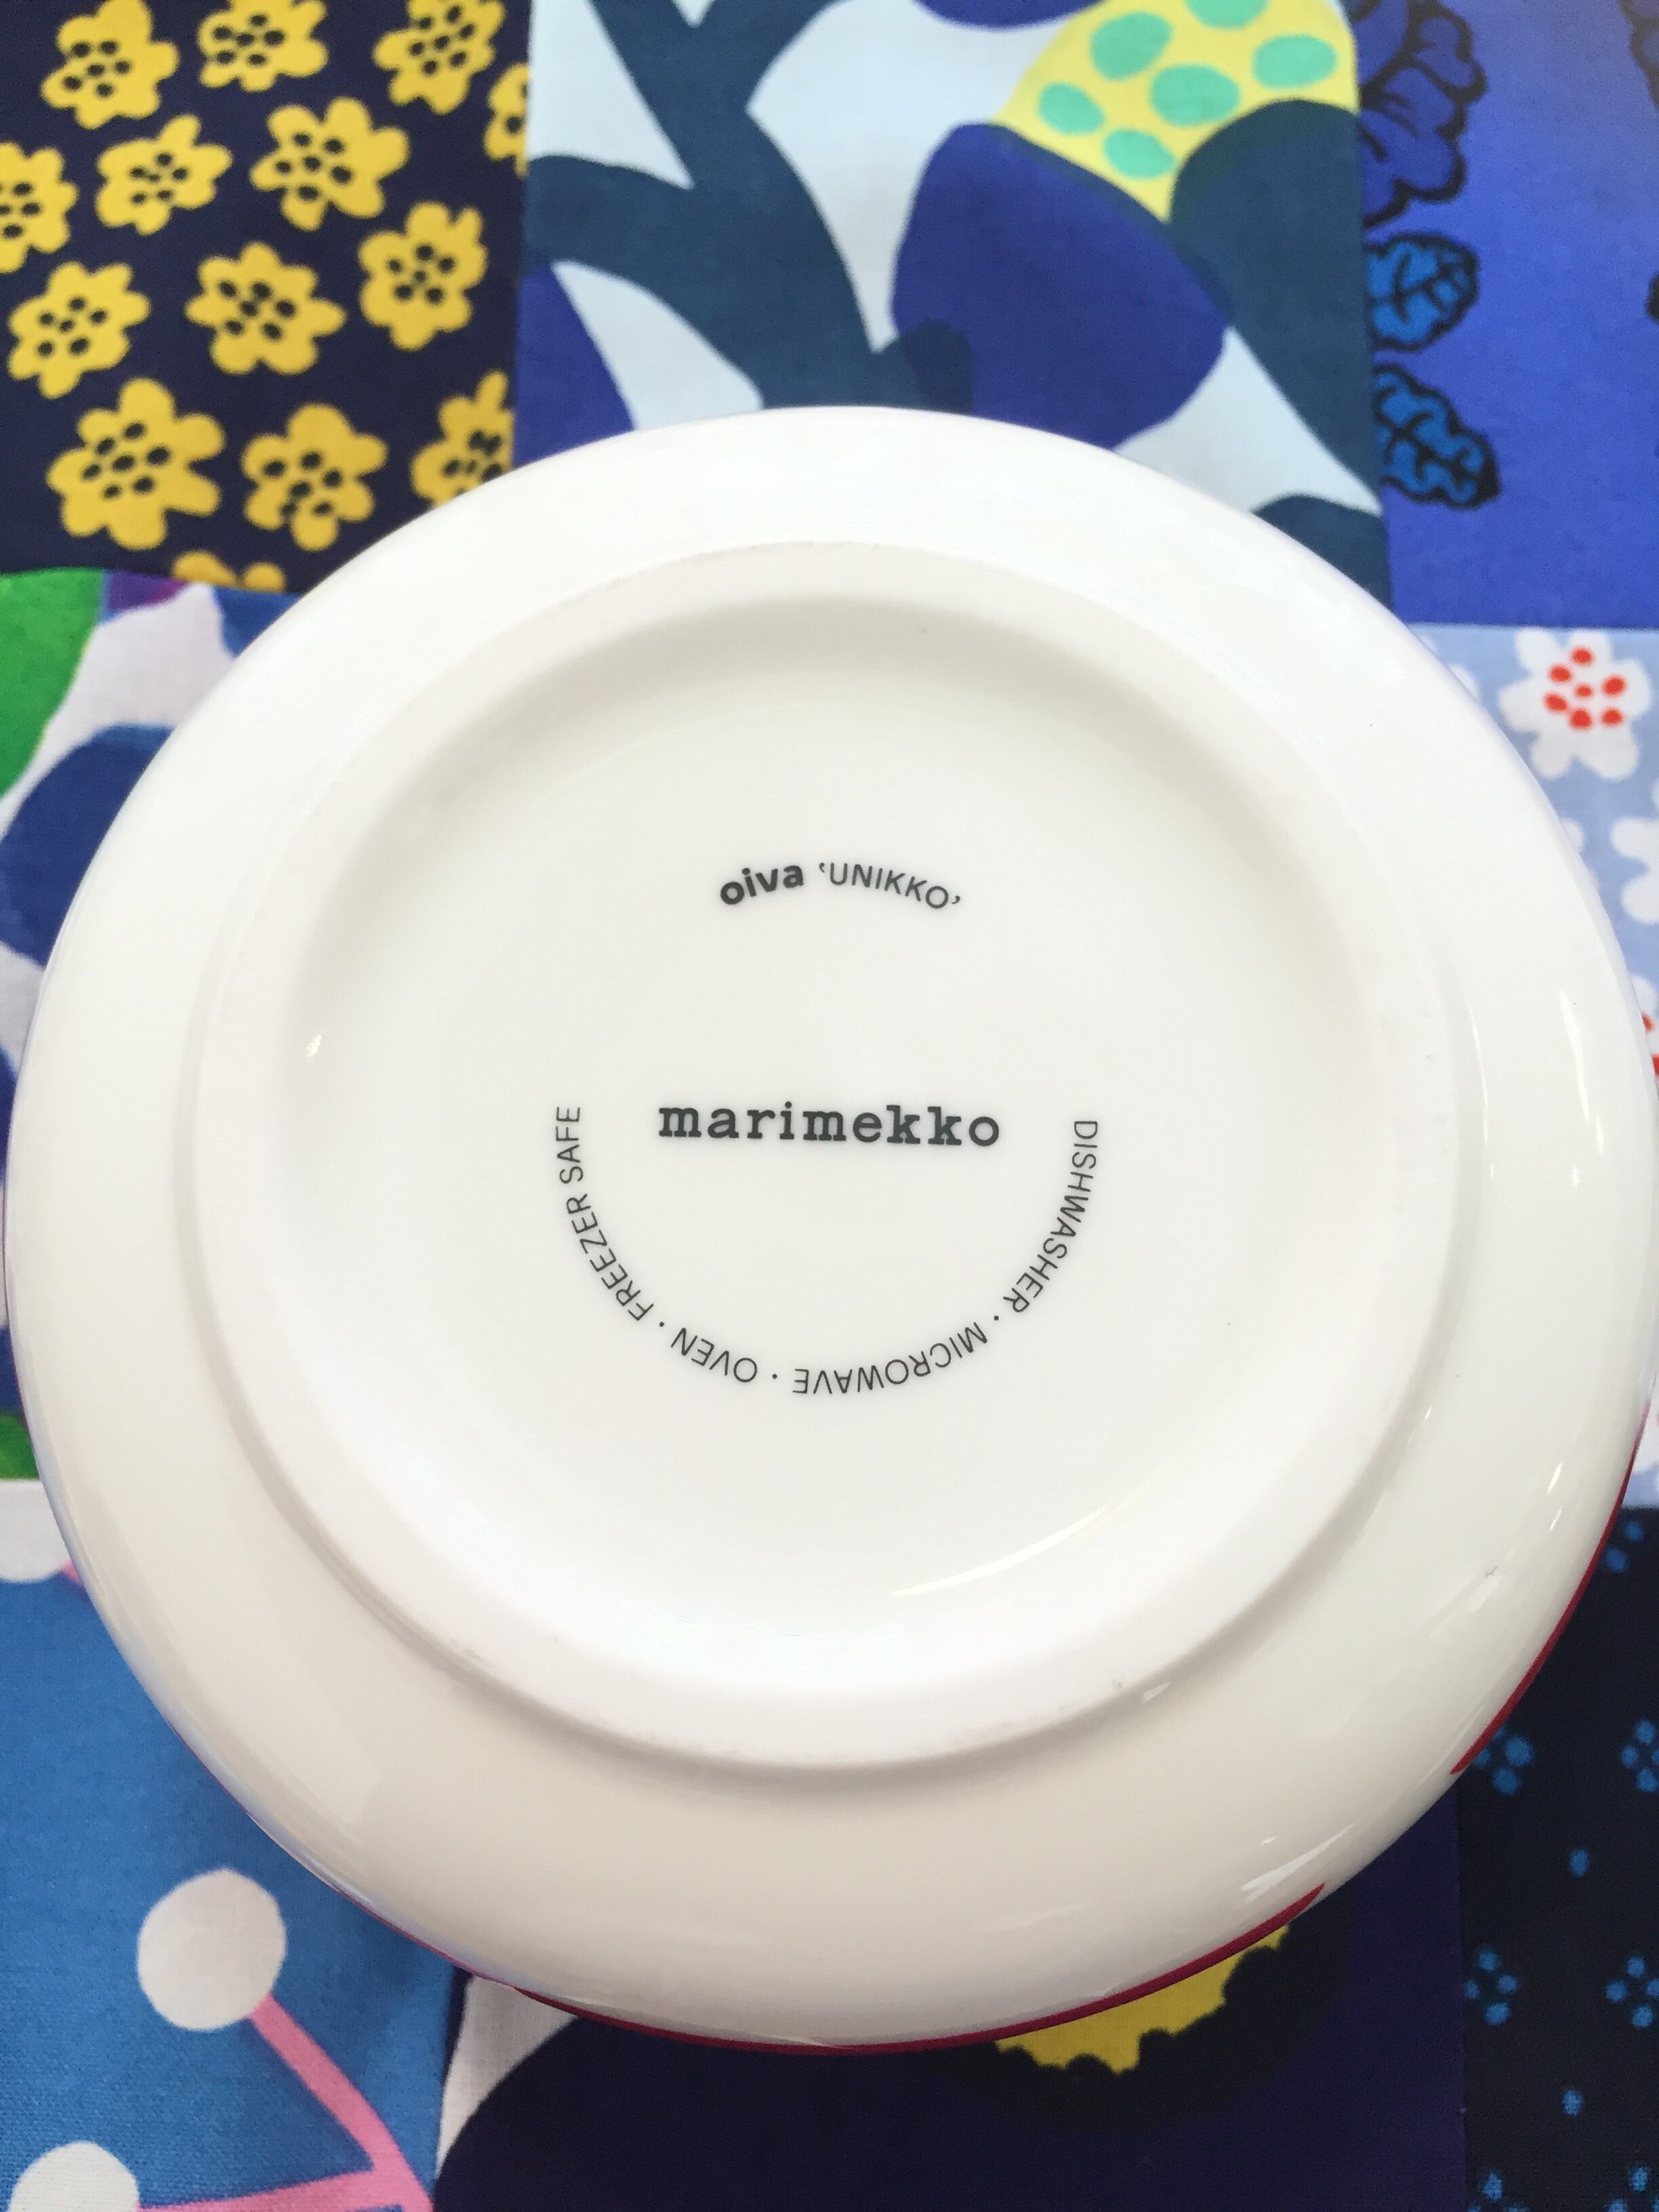 oiva ‘UNIKKO’
marimekko
DISHWASHER · MICROWAVE · OVEN · FREEZER SAFE